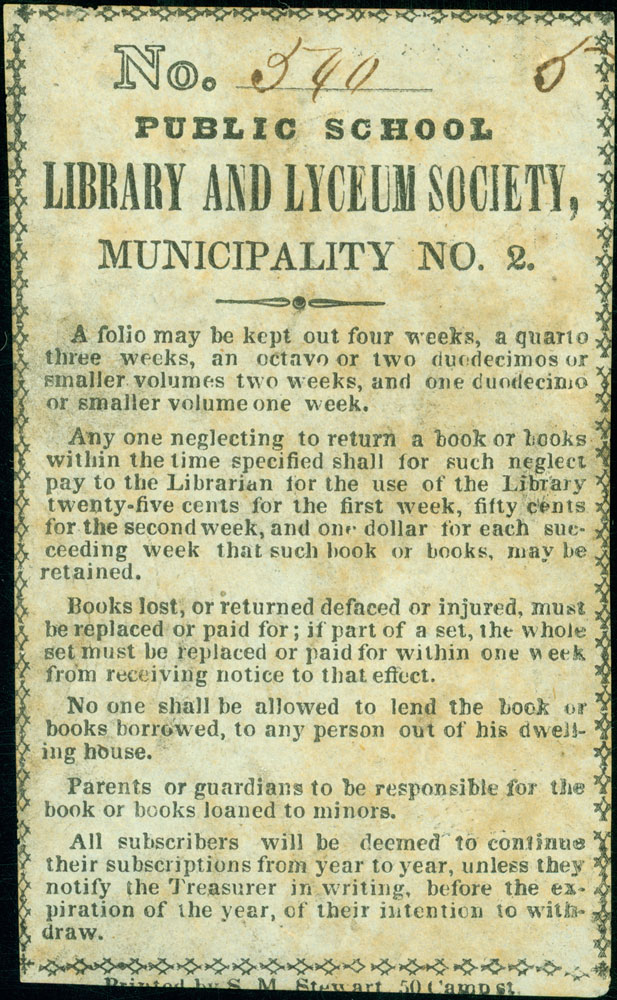 No. 540 5
PUBLIC SCHOOL
LIBRARY AND LYCEUM SOCIETY,
MUNICIPALITY NO. 2.
A folio may be kept out four weeks, a quarto
three weeks, an octavo or two duodecimos or
smaller volumes two weeks, and one duodecimo
or smaller volume one week.
Any one neglecting to return a book or books
within the time specified shall for such neglect
pay to the Librarian for the use of the Library
twenty-five cents for the first week, fifty cents
for the second week, and one dollar for each suc-
ceeding week that such book or books, may be
retained.
Books lost, or returned defaced or injured, must
be replaced or paid for; if part of a set, the whole
set must be replaced or paid for within one week
from receiving notice to that effect.
No one shall be allowed to lend the book or
books borrowed, to any person out of his dwell-
ing house.
Parents or guardians to be responsible for the
book or books loaned to minors.
All subscribers will be deemed to continue
their subscriptions from year to year, unless they
notify the Treasurer in writing, before the ex-
piration of the year, of their intention to with-
draw.
Printed by S. M. Stewart, 50 Camp st.